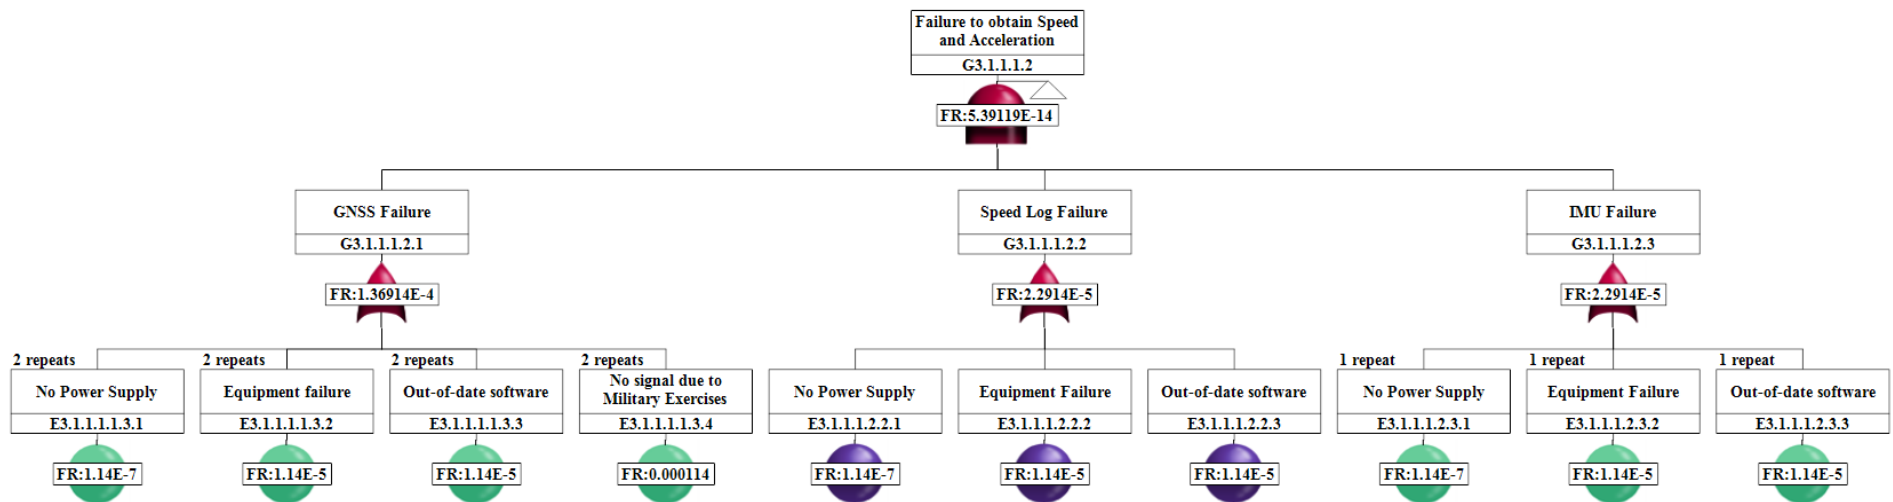 Failure to obtain Speed
and Acceleration
G3.1.1.1.2
FR:5.39119E-14
GNSS Failure
G3.1.1.1.2.1
FR:1.36914E-4
Speed Log Failure
G3.1.1.1.2.2
FR:2.2914E-5
IMU Failure
G3.1.1.1.2.3
FR:2.2914E-5
2 repeats
No Power Supply
E3.1.1.1.1.3.1
FR:1.14E-7
2 repeats
Equipment failure
E3.1.1.1.1.3.2
FR:1.14E-5
2 repeats
Out-of-date software
E3.1.1.1.1.3.3
FR:1.14E-5
2 repeats
No signal due to
Military Exercises
E3.1.1.1.1.3.4
FR:0.000114
No Power Supply
E3.1.1.1.2.2.1
FR:1.14E-7
Equipment Failure
E3.1.1.1.2.2.2
FR:1.14E-5
Out-of-date software
E3.1.1.1.2.2.3
FR:1.14E-5
1 repeat
No Power Supply
E3.1.1.1.2.3.1
FR:1.14E-7
1 repeat
Equipment Failure
E3.1.1.1.2.3.2
FR:1.14E-5
1 repeat
Out-of-date software
E3.1.1.1.2.3.3
FR:1.14E-5